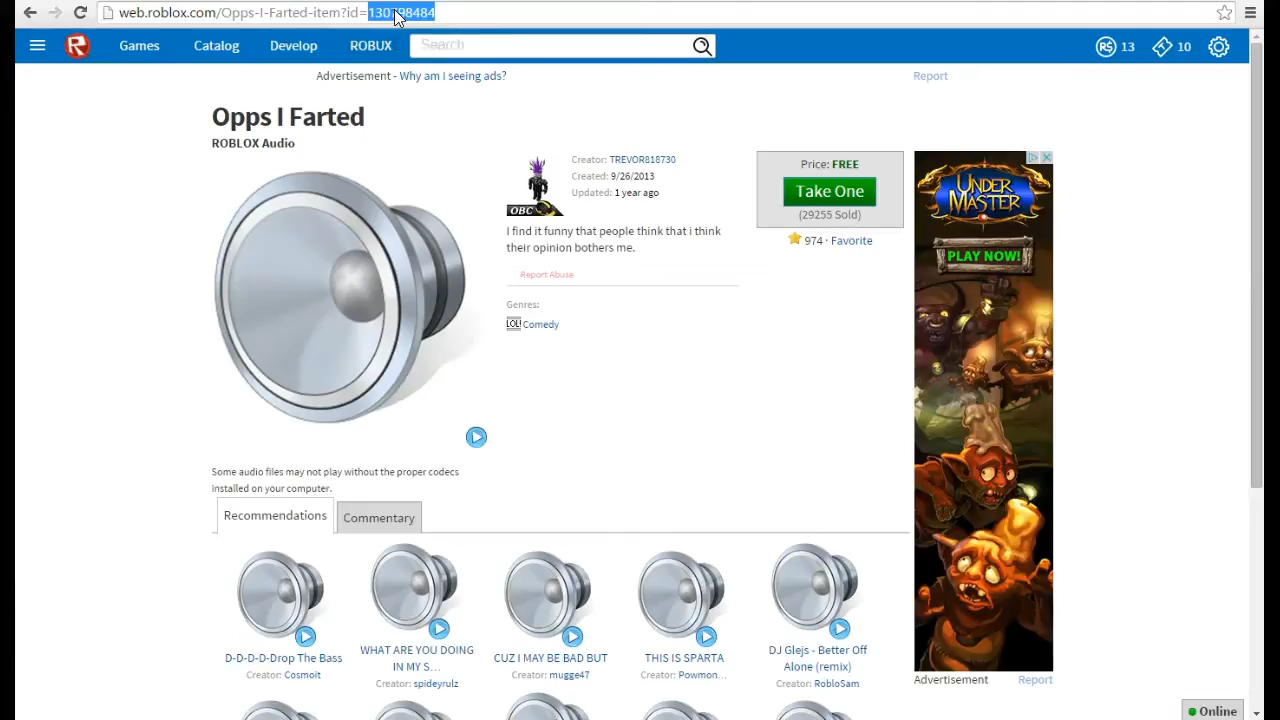 web.roblox.com/Opps-I-Farted-item?id=
Games
Catalog
Develop
ROBUX
Search
R$ 13
10
Advertisement - Why am I seeing ads?
Report
Opps I Farted
ROBLOX Audio
Creator: TREVOR818730
Created: 9/26/2013
Updated: 1 year ago
OBC
I find it funny that people think that i think
their opinion bothers me.
Report Abuse
Genres:
LOL! Comedy
Price: FREE
Take One
(29255 Sold)
974 · Favorite
UNDER
MASTER
PLAY NOW!
Some audio files may not play without the proper codecs
installed on your computer.
Recommendations
Commentary
D-D-D-D-Drop The Bass
Creator: Cosmoit
WHAT ARE YOU DOING
IN MY S...
Creator: spideyrulz
CUZ I MAY BE BAD BUT
Creator: mugge47
THIS IS SPARTA
Creator: Powmon...
DJ Glejs - Better Off
Alone (remix)
Creator: RobloSam
Advertisement
Report
Online